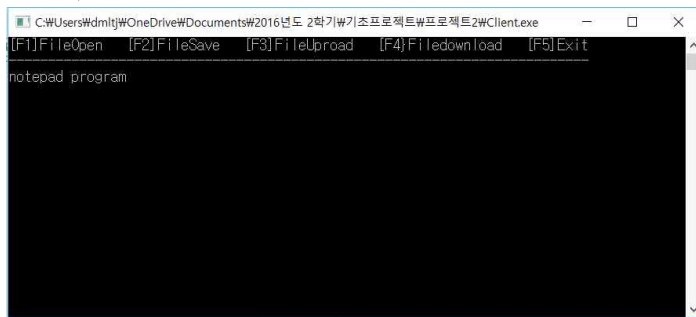 C:₩Users₩dmltj₩OneDrive₩Documents₩2016년도 2학기₩기초프로젝트₩프로젝트2₩Client.exe
[F1]FileOpen [F2]FileSave [F3]FileUproad [F4}Filedownload [F5]Exit
notepad program